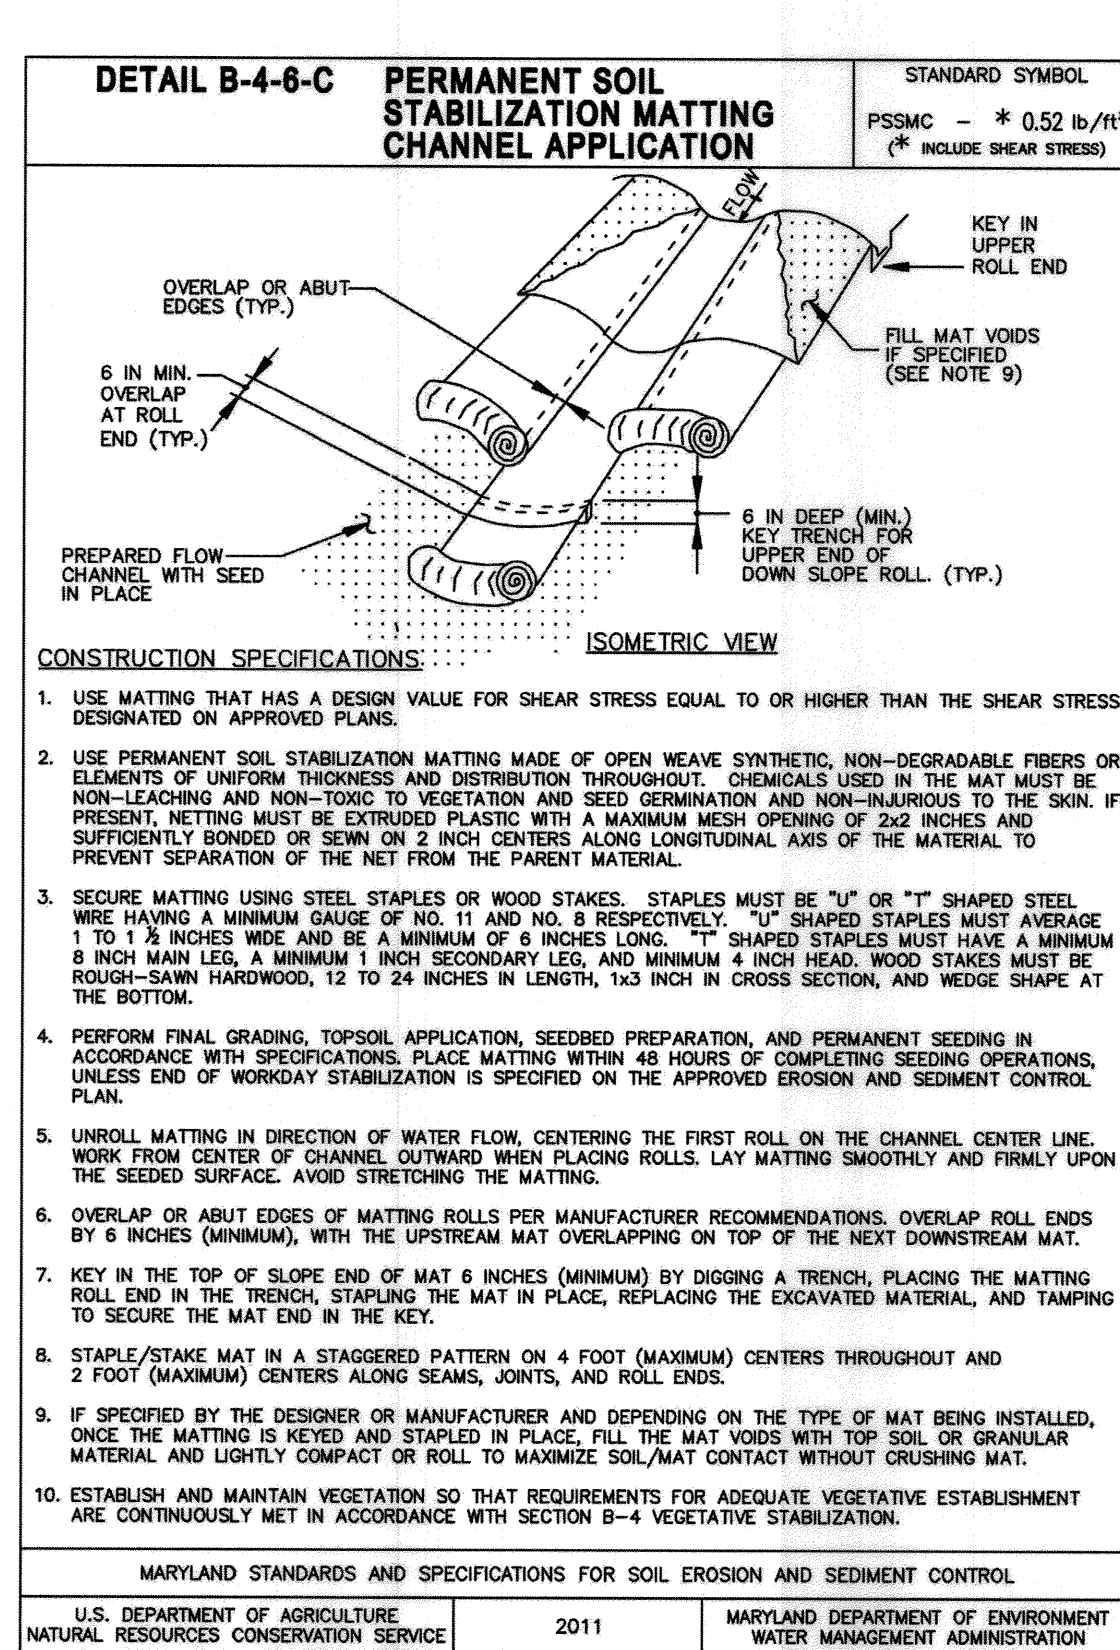 DETAIL B-4-6-C PERMANENT SOIL
STABILIZATION MATTING
CHANNEL APPLICATION
STANDARD SYMBOL
PSSMC – * 0.52 lb/ft²
(* INCLUDE SHEAR STRESS)
FLOW
KEY IN
UPPER
ROLL END
OVERLAP OR ABUT
EDGES (TYP.)
FILL MAT VOIDS
IF SPECIFIED
(SEE NOTE 9)
6 IN MIN.
OVERLAP
AT ROLL
END (TYP.)
6 IN DEEP (MIN.)
KEY TRENCH FOR
UPPER END OF
DOWN SLOPE ROLL. (TYP.)
PREPARED FLOW
CHANNEL WITH SEED
IN PLACE
ISOMETRIC VIEW
CONSTRUCTION SPECIFICATIONS:
1. USE MATTING THAT HAS A DESIGN VALUE FOR SHEAR STRESS EQUAL TO OR HIGHER THAN THE SHEAR STRESS
DESIGNATED ON APPROVED PLANS.
2. USE PERMANENT SOIL STABILIZATION MATTING MADE OF OPEN WEAVE SYNTHETIC, NON-DEGRADABLE FIBERS OR
ELEMENTS OF UNIFORM THICKNESS AND DISTRIBUTION THROUGHOUT. CHEMICALS USED IN THE MAT MUST BE
NON-LEACHING AND NON-TOXIC TO VEGETATION AND SEED GERMINATION AND NON-INJURIOUS TO THE SKIN. IF
PRESENT, NETTING MUST BE EXTRUDED PLASTIC WITH A MAXIMUM MESH OPENING OF 2x2 INCHES AND
SUFFICIENTLY BONDED OR SEWN ON 2 INCH CENTERS ALONG LONGITUDINAL AXIS OF THE MATERIAL TO
PREVENT SEPARATION OF THE NET FROM THE PARENT MATERIAL.
3. SECURE MATTING USING STEEL STAPLES OR WOOD STAKES. STAPLES MUST BE "U" OR "T" SHAPED STEEL
WIRE HAVING A MINIMUM GAUGE OF NO. 11 AND NO. 8 RESPECTIVELY. "U" SHAPED STAPLES MUST AVERAGE
1 TO 1 ½ INCHES WIDE AND BE A MINIMUM OF 6 INCHES LONG. "T" SHAPED STAPLES MUST HAVE A MINIMUM
8 INCH MAIN LEG, A MINIMUM 1 INCH SECONDARY LEG, AND MINIMUM 4 INCH HEAD. WOOD STAKES MUST BE
ROUGH-SAWN HARDWOOD, 12 TO 24 INCHES IN LENGTH, 1x3 INCH IN CROSS SECTION, AND WEDGE SHAPE AT
THE BOTTOM.
4. PERFORM FINAL GRADING, TOPSOIL APPLICATION, SEEDBED PREPARATION, AND PERMANENT SEEDING IN
ACCORDANCE WITH SPECIFICATIONS. PLACE MATTING WITHIN 48 HOURS OF COMPLETING SEEDING OPERATIONS,
UNLESS END OF WORKDAY STABILIZATION IS SPECIFIED ON THE APPROVED EROSION AND SEDIMENT CONTROL
PLAN.
5. UNROLL MATTING IN DIRECTION OF WATER FLOW, CENTERING THE FIRST ROLL ON THE CHANNEL CENTER LINE.
WORK FROM CENTER OF CHANNEL OUTWARD WHEN PLACING ROLLS. LAY MATTING SMOOTHLY AND FIRMLY UPON
THE SEEDED SURFACE. AVOID STRETCHING THE MATTING.
6. OVERLAP OR ABUT EDGES OF MATTING ROLLS PER MANUFACTURER RECOMMENDATIONS. OVERLAP ROLL ENDS
BY 6 INCHES (MINIMUM), WITH THE UPSTREAM MAT OVERLAPPING ON TOP OF THE NEXT DOWNSTREAM MAT.
7. KEY IN THE TOP OF SLOPE END OF MAT 6 INCHES (MINIMUM) BY DIGGING A TRENCH, PLACING THE MATTING
ROLL END IN THE TRENCH, STAPLING THE MAT IN PLACE, REPLACING THE EXCAVATED MATERIAL, AND TAMPING
TO SECURE THE MAT END IN THE KEY.
8. STAPLE/STAKE MAT IN A STAGGERED PATTERN ON 4 FOOT (MAXIMUM) CENTERS THROUGHOUT AND
2 FOOT (MAXIMUM) CENTERS ALONG SEAMS, JOINTS, AND ROLL ENDS.
9. IF SPECIFIED BY THE DESIGNER OR MANUFACTURER AND DEPENDING ON THE TYPE OF MAT BEING INSTALLED,
ONCE THE MATTING IS KEYED AND STAPLED IN PLACE, FILL THE MAT VOIDS WITH TOP SOIL OR GRANULAR
MATERIAL AND LIGHTLY COMPACT OR ROLL TO MAXIMIZE SOIL/MAT CONTACT WITHOUT CRUSHING MAT.
10. ESTABLISH AND MAINTAIN VEGETATION SO THAT REQUIREMENTS FOR ADEQUATE VEGETATIVE ESTABLISHMENT
ARE CONTINUOUSLY MET IN ACCORDANCE WITH SECTION B-4 VEGETATIVE STABILIZATION.
MARYLAND STANDARDS AND SPECIFICATIONS FOR SOIL EROSION AND SEDIMENT CONTROL
U.S. DEPARTMENT OF AGRICULTURE
NATURAL RESOURCES CONSERVATION SERVICE
2011
MARYLAND DEPARTMENT OF ENVIRONMENT
WATER MANAGEMENT ADMINISTRATION